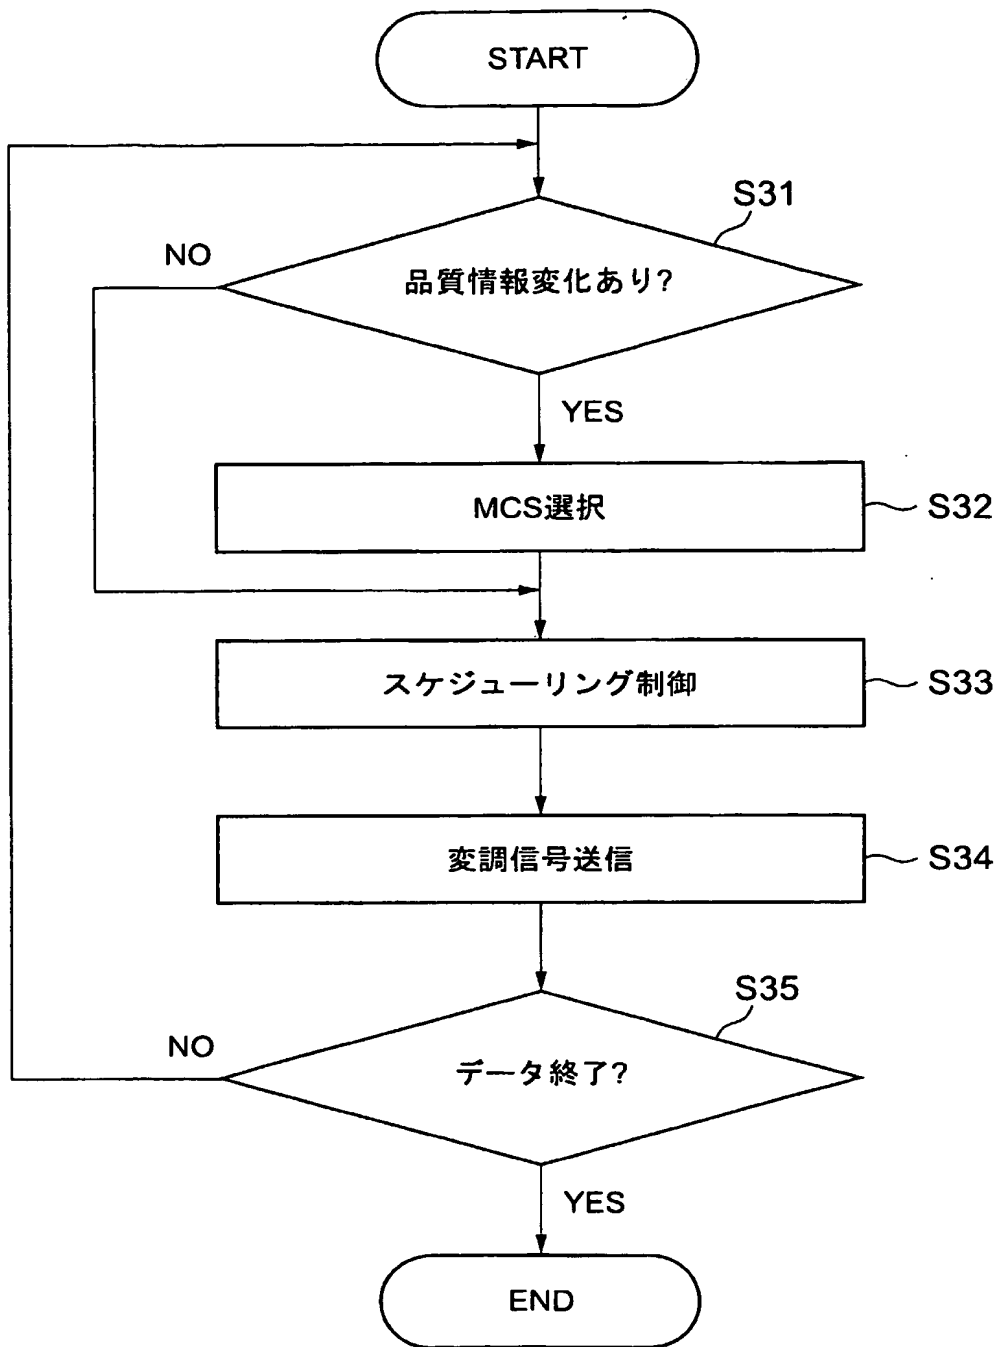 START
S31
NO
品質情報変化あり?
YES
MCS選択
S32
スケジューリング制御
S33
変調信号送信
S34
S35
NO
データ終了?
YES
END